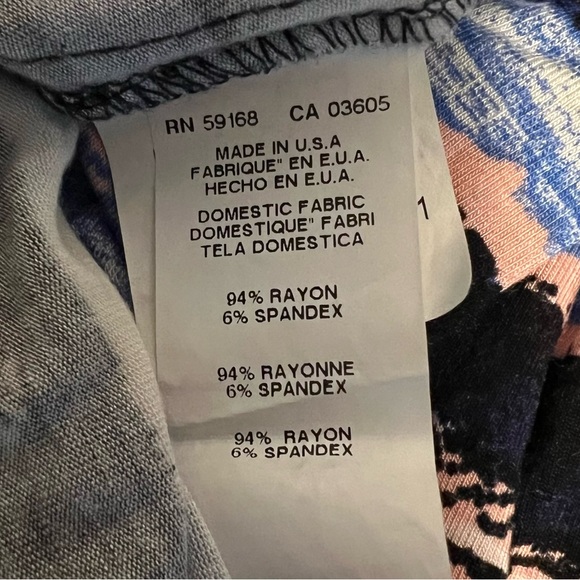 RN 59168 CA 03605
MADE IN U.S.A
FABRIQUE" EN E.U.A.
HECHO EN E.U.A.
DOMESTIC FABRIC
DOMESTIQUE" FABRI
TELA DOMESTICA
1
94% RAYON
6% SPANDEX
94% RAYONNE
6% SPANDEX
94% RAYON
6% SPANDEX